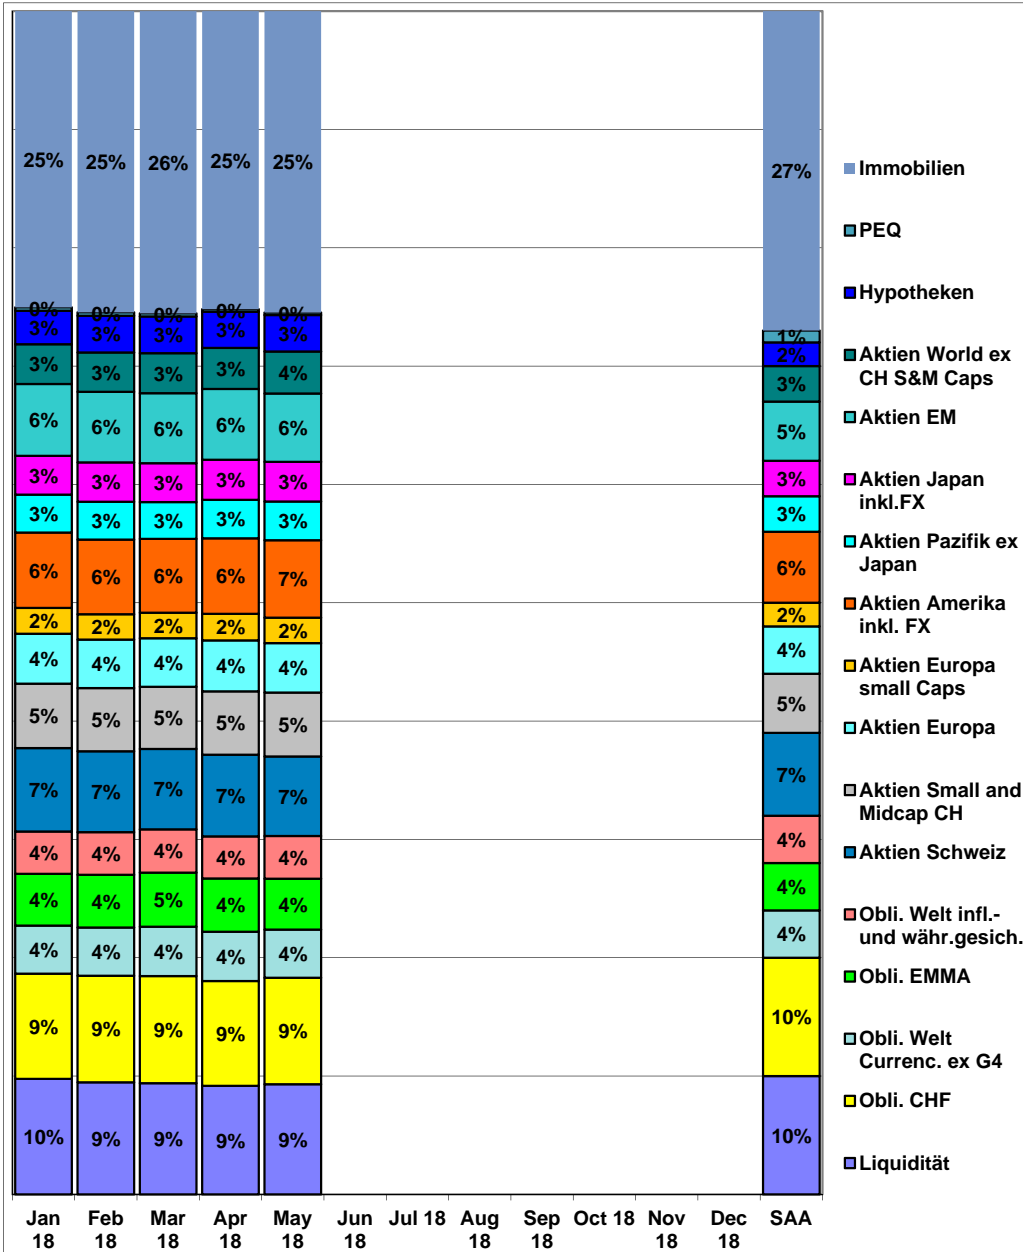 25% 25% 26% 25% 25% 27%
0% 0% 0% 0% 0% 1%
3% 3% 3% 3% 3% 2%
3% 3% 3% 3% 4% 3%
6% 6% 6% 6% 6% 5%
3% 3% 3% 3% 3% 3%
3% 3% 3% 3% 3% 3%
6% 6% 6% 6% 7% 6%
2% 2% 2% 2% 2% 2%
4% 4% 4% 4% 4% 4%
5% 5% 5% 5% 5% 5%
7% 7% 7% 7% 7% 7%
4% 4% 4% 4% 4% 4%
4% 4% 5% 4% 4% 4%
4% 4% 4% 4% 4% 4%
9% 9% 9% 9% 9% 10%
10% 9% 9% 9% 9% 10%
Jan Feb Mar Apr May Jun Jul 18 Aug Sep Oct 18 Nov Dec SAA
18 18 18 18 18 18 18 18 18 18
Immobilien
PEQ
Hypotheken
Aktien World ex
CH S&M Caps
Aktien EM
Aktien Japan
inkl.FX
Aktien Pazifik ex
Japan
Aktien Amerika
inkl. FX
Aktien Europa
small Caps
Aktien Europa
Aktien Small and
Midcap CH
Aktien Schweiz
Obli. Welt infl.-
und währ.gesich.
Obli. EMMA
Obli. Welt
Currenc. ex G4
Obli. CHF
Liquidität